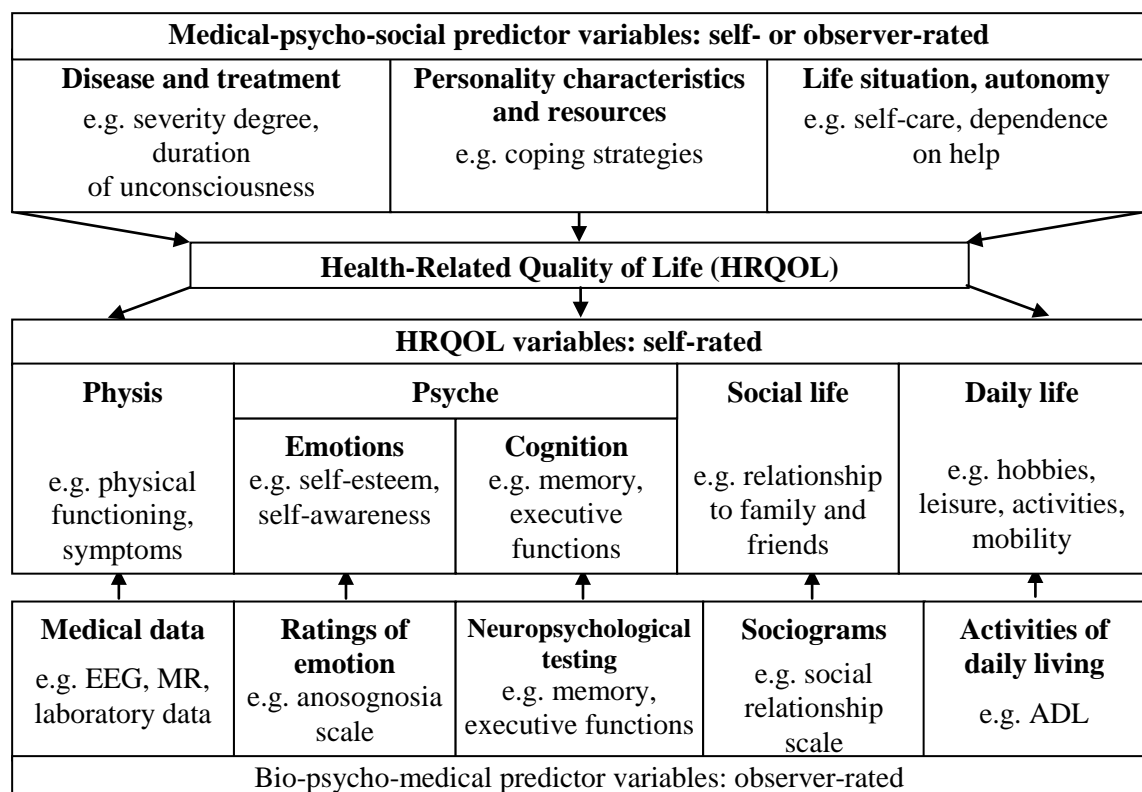 Medical-psycho-social predictor variables: self- or observer-rated
Disease and treatment
e.g. severity degree,
duration
of unconsciousness
Personality characteristics
and resources
e.g. coping strategies
Life situation, autonomy
e.g. self-care, dependence
on help
Health-Related Quality of Life (HRQOL)
HRQOL variables: self-rated
Physis
e.g. physical
functioning,
symptoms
Psyche
Emotions
e.g. self-esteem,
self-awareness
Cognition
e.g. memory,
executive
functions
Social life
e.g. relationship
to family and
friends
Daily life
e.g. hobbies,
leisure, activities,
mobility
Medical data
e.g. EEG, MR,
laboratory data
Ratings of
emotion
e.g. anosognosia
scale
Neuropsychological
testing
e.g. memory,
executive functions
Sociograms
e.g. social
relationship
scale
Activities of
daily living
e.g. ADL
Bio-psycho-medical predictor variables: observer-rated